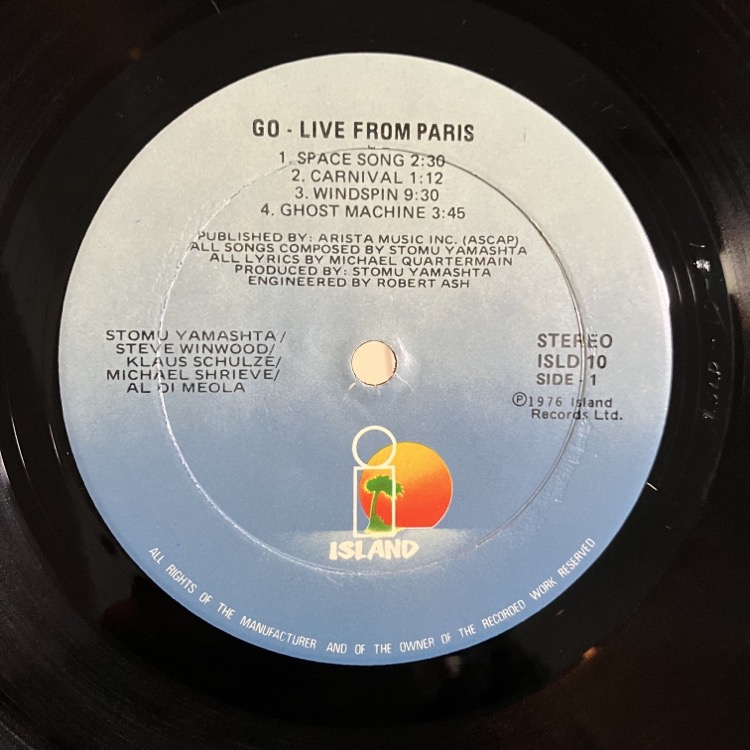 GO - LIVE FROM PARIS
1. SPACE SONG 2:30
2. CARNIVAL 1:12
3. WINDSPIN 9:30
4. GHOST MACHINE 3:45
PUBLISHED BY: ARISTA MUSIC INC. (ASCAP)
ALL SONGS COMPOSED BY STOMU YAMASHTA
ALL LYRICS BY MICHAEL QUARTERMAIN
PRODUCED BY: STOMU YAMASHTA
ENGINEERED BY ROBERT ASH
STOMU YAMASHTA/
STEVE WINWOOD/
KLAUS SCHULZE/
MICHAEL SHRIEVE/
AL DI MEOLA
STEREO
ISLD 10
SIDE - 1
℗1976 Island
Records Ltd.
i
ISLAND
ALL RIGHTS OF THE MANUFACTURER AND OF THE OWNER OF THE RECORDED WORK RESERVED